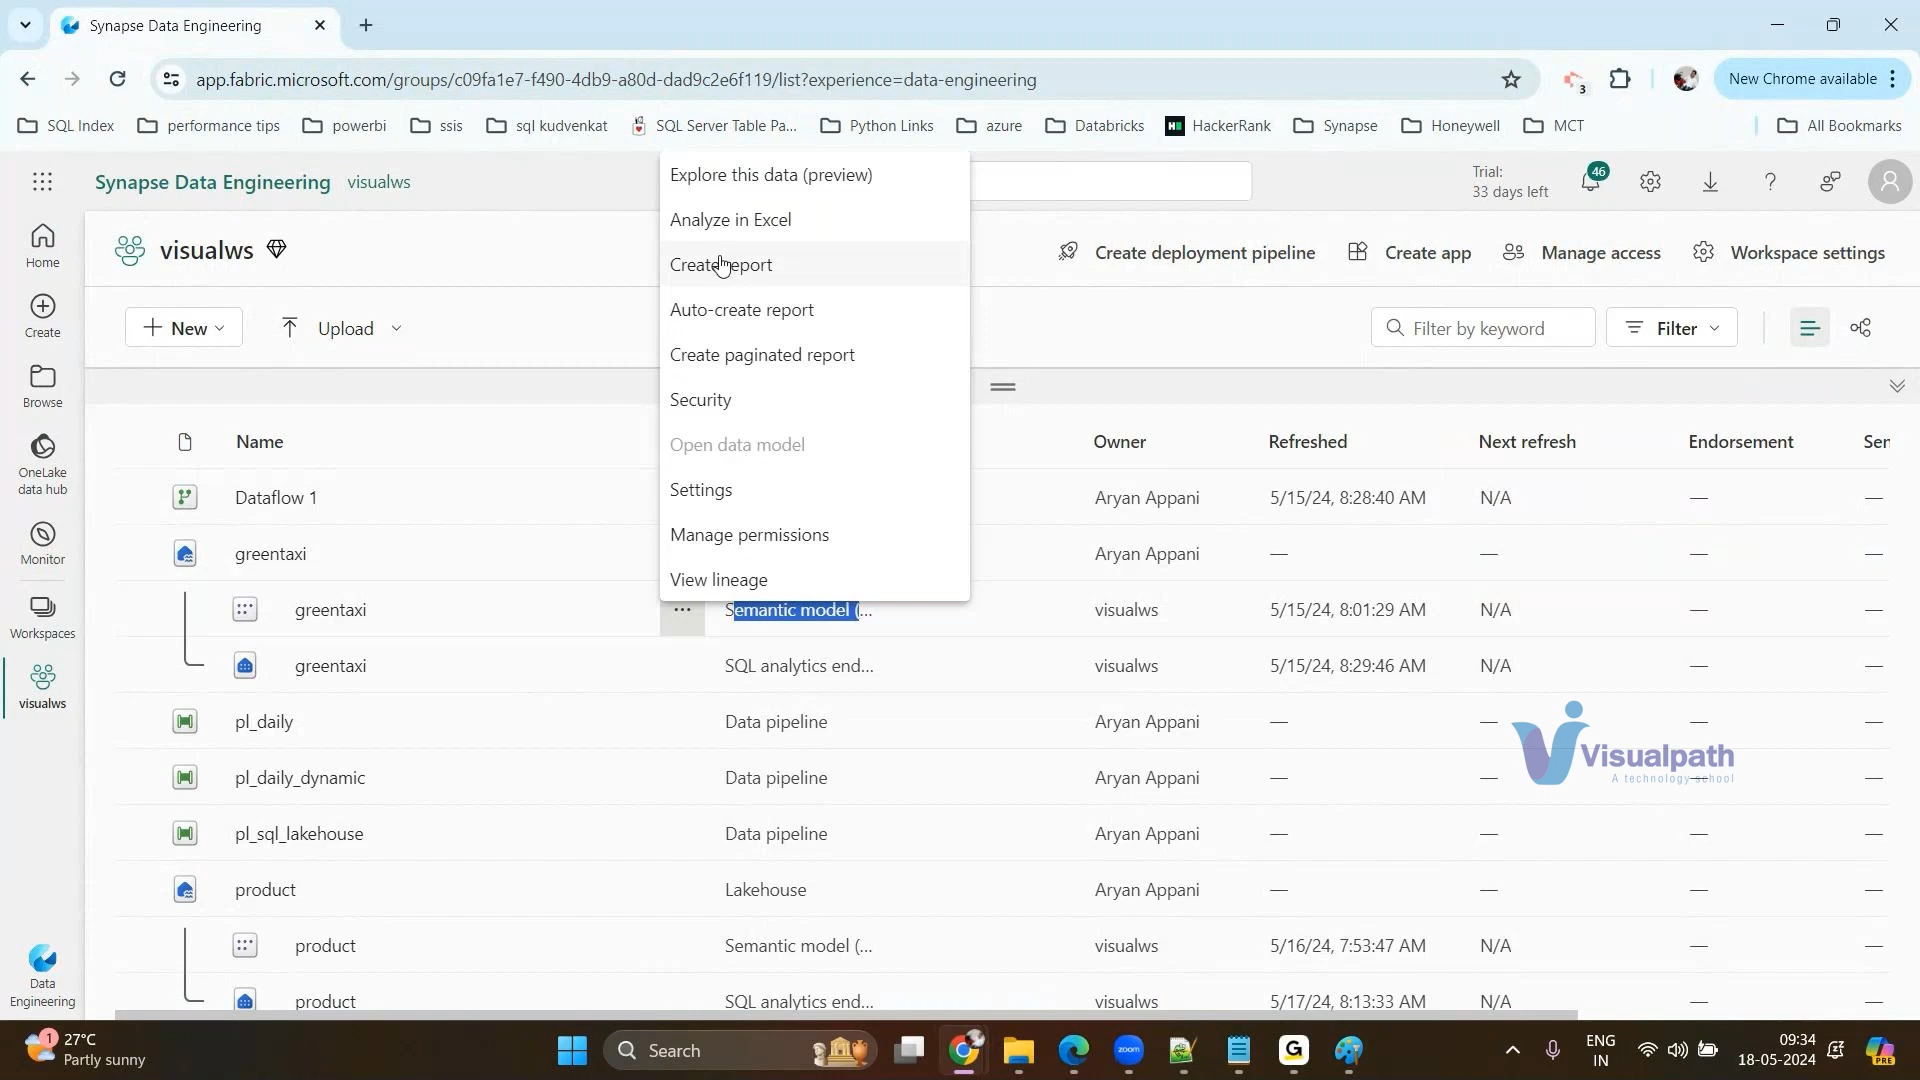 Synapse Data Engineering
app.fabric.microsoft.com/groups/c09fa1e7-f490-4db9-a80d-dad9c2e6f119/list?experience=data-engineering
3
New Chrome available
SQL Index
performance tips
powerbi
ssis
sql kudvenkat
SQL Server Table Pa...
Python Links
azure
Databricks
HackerRank
Synapse
Honeywell
MCT
All Bookmarks
Synapse Data Engineering visualws
Trial:
33 days left
46
Home
Create
Browse
OneLake
data hub
Monitor
Workspaces
visualws
Data
Engineering
visualws
Create deployment pipeline
Create app
Manage access
Workspace settings
New
Upload
Filter by keyword
Filter
Explore this data (preview)
Analyze in Excel
Create report
Auto-create report
Create paginated report
Security
Open data model
Settings
Manage permissions
View lineage
Name Owner Refreshed Next refresh Endorsement Ser
Dataflow 1 Aryan Appani 5/15/24, 8:28:40 AM N/A — —
greentaxi Aryan Appani — — — —
greentaxi ... Semantic model (... visualws 5/15/24, 8:01:29 AM N/A — —
greentaxi SQL analytics end... visualws 5/15/24, 8:29:46 AM N/A — —
pl_daily Data pipeline Aryan Appani — — — —
pl_daily_dynamic Data pipeline Aryan Appani — — — —
pl_sql_lakehouse Data pipeline Aryan Appani — — — —
product Lakehouse Aryan Appani — — — —
product Semantic model (... visualws 5/16/24, 7:53:47 AM N/A — —
product SQL analytics end... visualws 5/17/24, 8:13:33 AM N/A — —
Visualpath
A technology school
1
27°C
Partly sunny
Search
zoom
G
ENG
IN
09:34
18-05-2024
PRE